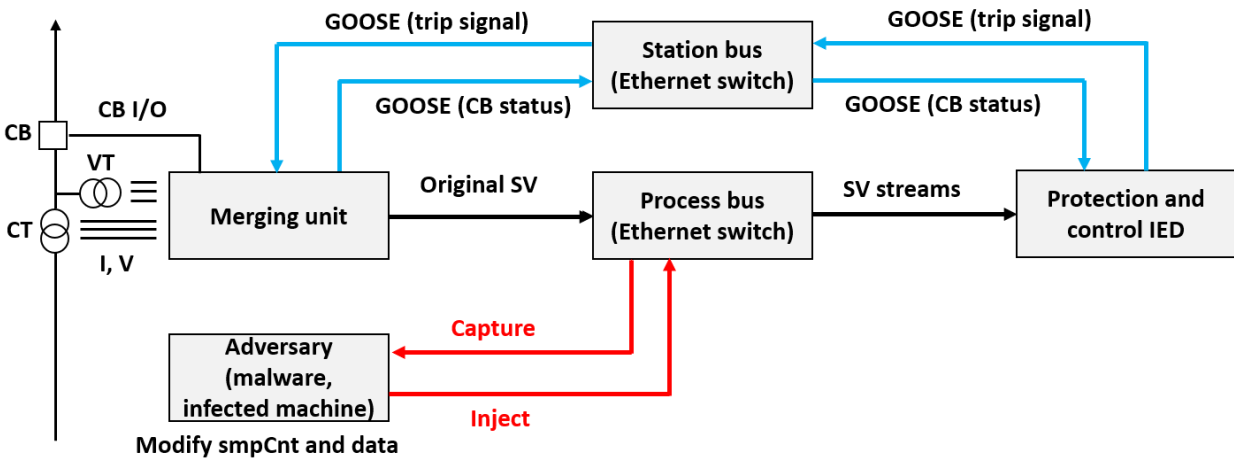 GOOSE (trip signal)
GOOSE (trip signal)
Station bus
(Ethernet switch)
GOOSE (CB status)
GOOSE (CB status)
CB I/O
CB
VT
CT
I, V
Merging unit
Original SV
Process bus
(Ethernet switch)
SV streams
Protection and
control IED
Capture
Adversary
(malware,
infected machine)
Inject
Modify smpCnt and data